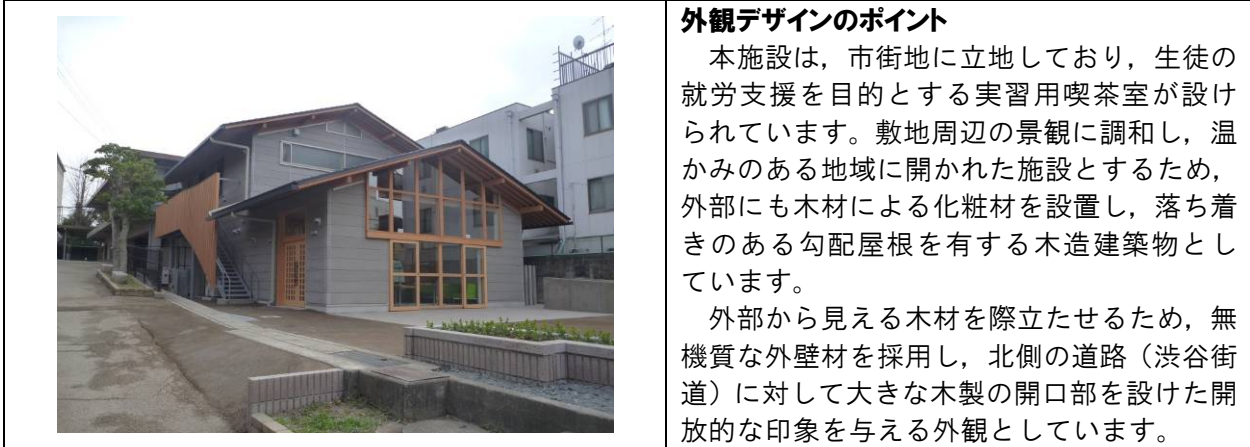 外観デザインのポイント
　本施設は，市街地に立地しており，生徒の
就労支援を目的とする実習用喫茶室が設け
られています。敷地周辺の景観に調和し，温
かみのある地域に開かれた施設とするため，
外部にも木材による化粧材を設置し，落ち着
きのある勾配屋根を有する木造建築物とし
ています。
　外部から見える木材を際立たせるため，無
機質な外壁材を採用し，北側の道路（渋谷街
道）に対して大きな木製の開口部を設けた開
放的な印象を与える外観としています。